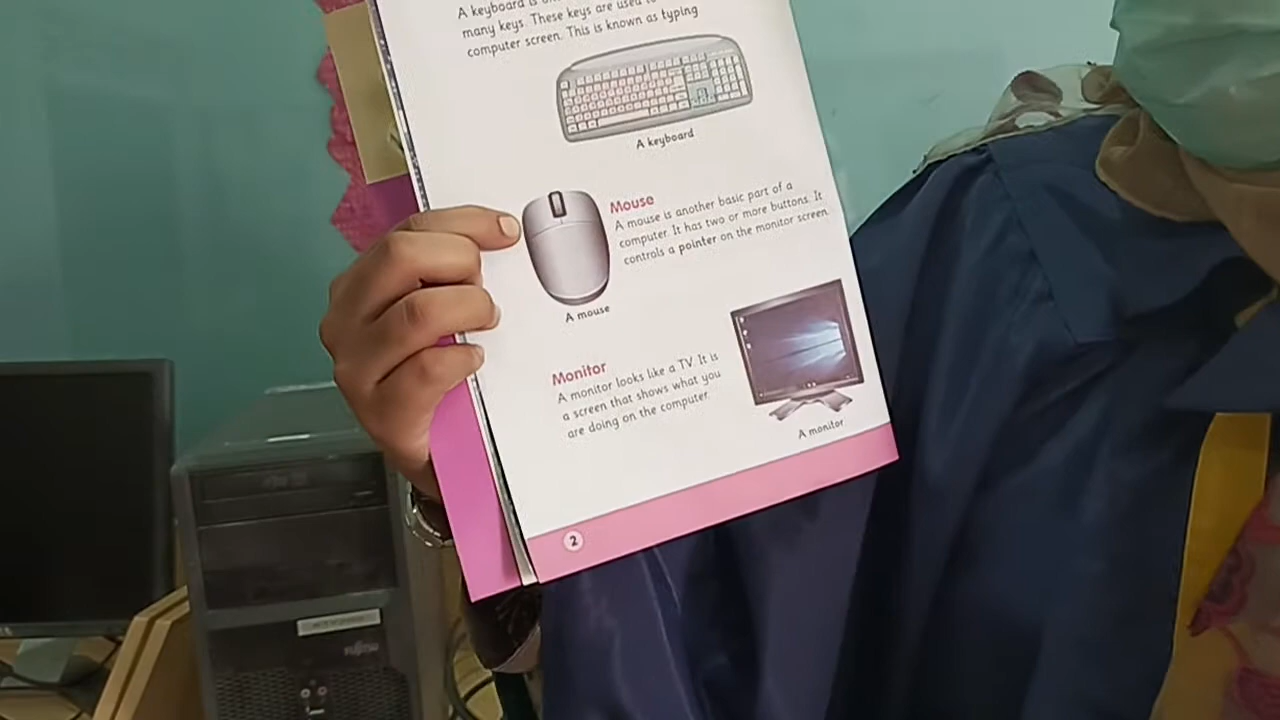 A keyboard is
many keys. These keys are used to
computer screen. This is known as typing
A keyboard
Mouse
A mouse is another basic part of a
computer. It has two or more buttons. It
controls a pointer on the monitor screen.
A mouse
Monitor
A monitor looks like a TV. It is
a screen that shows what you
are doing on the computer.
A monitor
2
FUJITSU